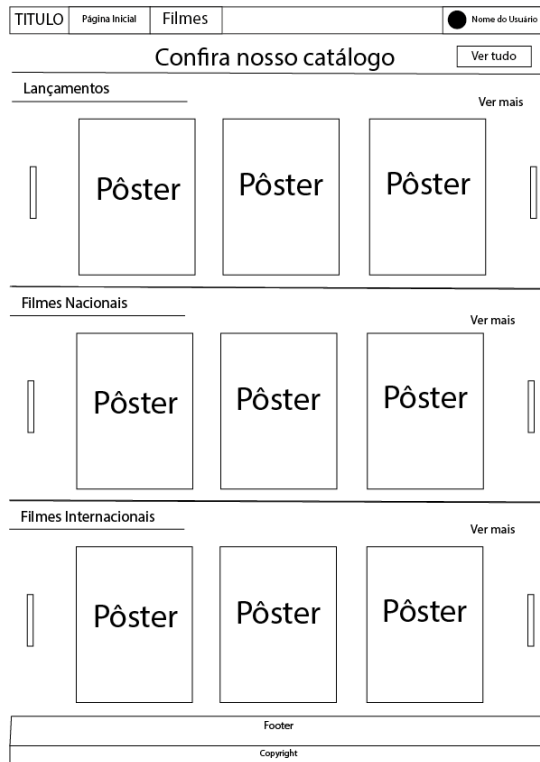 TITULO Página Inicial Filmes Nome do Usuário
Confira nosso catálogo Ver tudo
Lançamentos
Ver mais
Pôster Pôster Pôster
Filmes Nacionais
Ver mais
Pôster Pôster Pôster
Filmes Internacionais
Ver mais
Pôster Pôster Pôster
Footer
Copyright